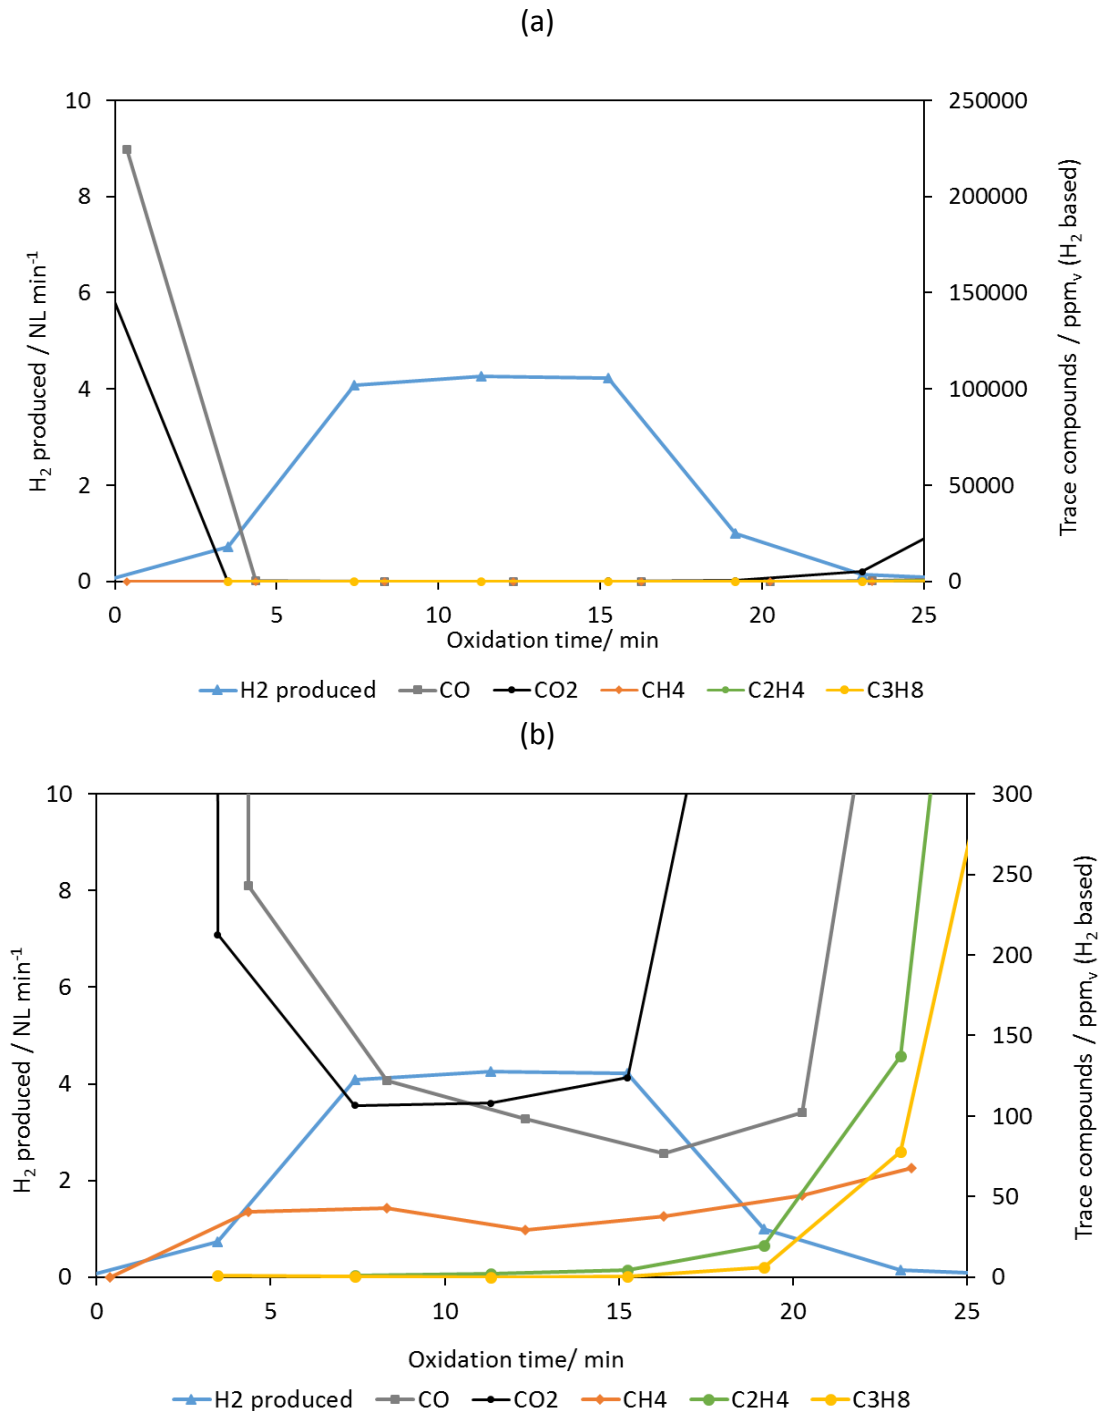 (a)
10
8
6
4
2
0
H₂ produced / NL min⁻¹
250000
200000
150000
100000
50000
0
Trace compounds / ppmᵥ (H₂ based)
0 5 10 15 20 25
Oxidation time/ min
H2 produced CO CO2 CH4 C2H4 C3H8
(b)
10
8
6
4
2
0
H₂ produced / NL min⁻¹
300
250
200
150
100
50
0
Trace compounds / ppmᵥ (H₂ based)
0 5 10 15 20 25
Oxidation time/ min
H2 produced CO CO2 CH4 C2H4 C3H8